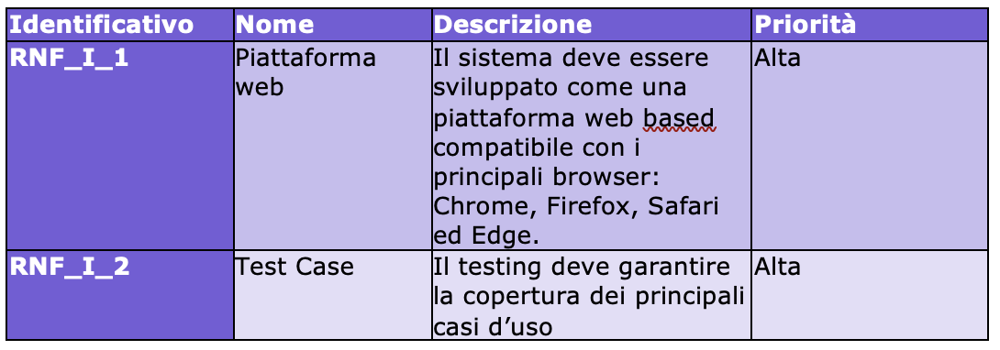 Identificativo Nome Descrizione Priorità
RNF_I_1 Piattaforma Il sistema deve essere Alta
web sviluppato come una
piattaforma web based
compatibile con i
principali browser:
Chrome, Firefox, Safari
ed Edge.
RNF_I_2 Test Case Il testing deve garantire Alta
la copertura dei principali
casi d’uso